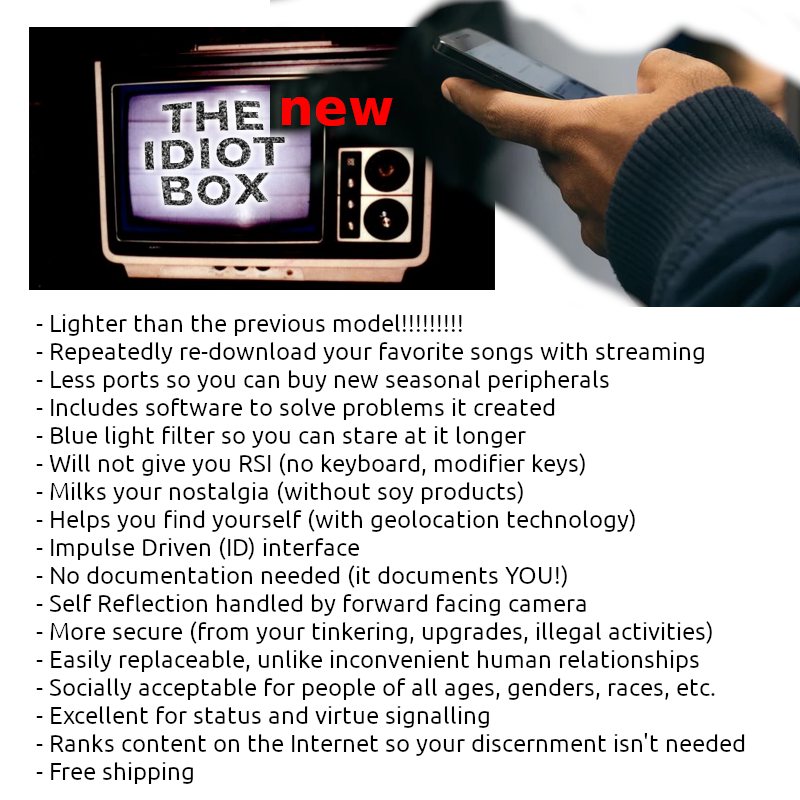 THE new
IDIOT
BOX
- Lighter than the previous model!!!!!!!!!
- Repeatedly re-download your favorite songs with streaming
- Less ports so you can buy new seasonal peripherals
- Includes software to solve problems it created
- Blue light filter so you can stare at it longer
- Will not give you RSI (no keyboard, modifier keys)
- Milks your nostalgia (without soy products)
- Helps you find yourself (with geolocation technology)
- Impulse Driven (ID) interface
- No documentation needed (it documents YOU!)
- Self Reflection handled by forward facing camera
- More secure (from your tinkering, upgrades, illegal activities)
- Easily replaceable, unlike inconvenient human relationships
- Socially acceptable for people of all ages, genders, races, etc.
- Excellent for status and virtue signalling
- Ranks content on the Internet so your discernment isn't needed
- Free shipping